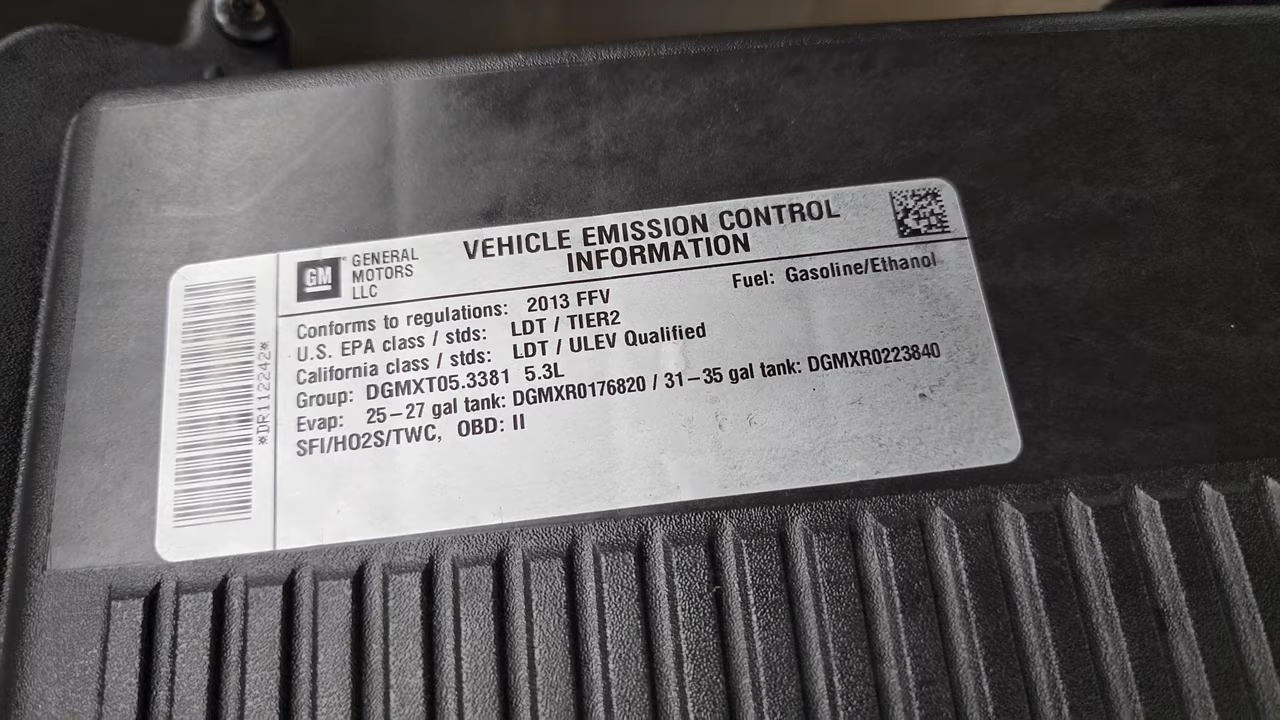 GM
GENERAL
MOTORS
LLC
VEHICLE EMISSION CONTROL
INFORMATION
Fuel: Gasoline/Ethanol
Conforms to regulations: 2013 FFV
U.S. EPA class / stds: LDT / TIER2
California class / stds: LDT / ULEV Qualified
Group: DGMXT05.3381 5.3L
Evap: 25-27 gal tank: DGMXR0176820 / 31-35 gal tank: DGMXR0223840
SFI/HO2S/TWC, OBD: II
*DR112242*